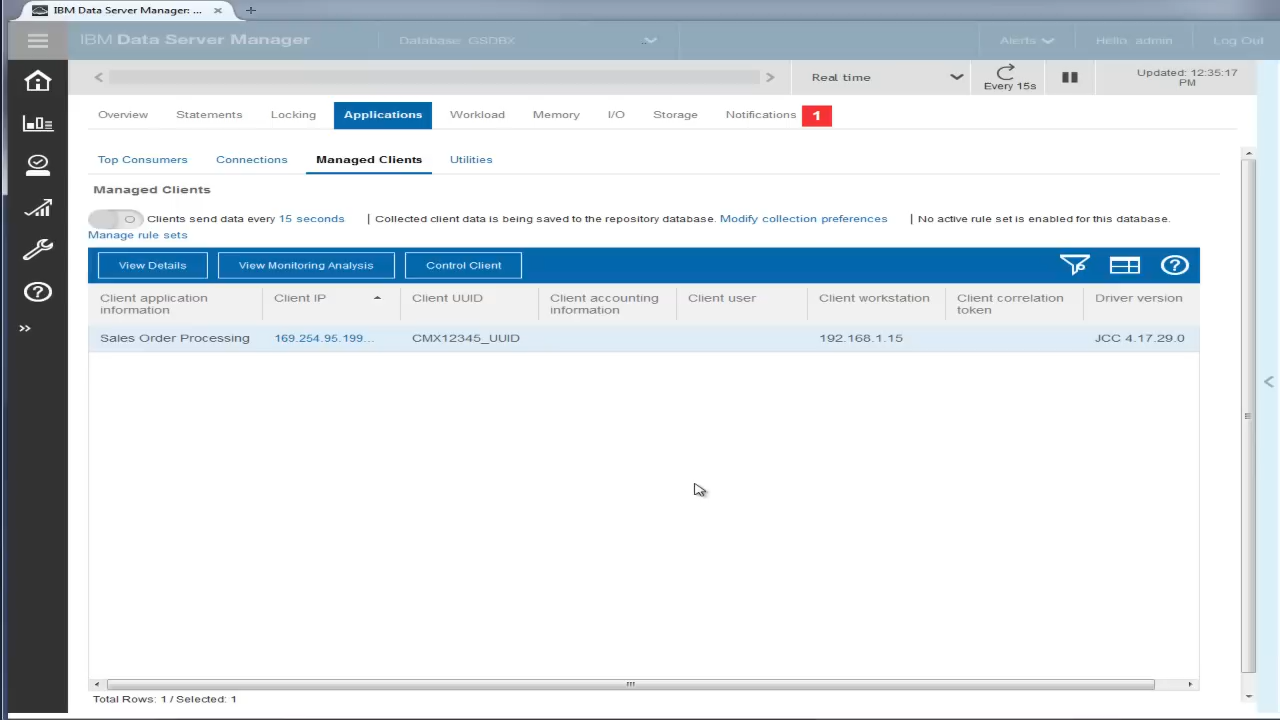 IBM Data Server Manager: ...
IBM Data Server Manager
Database: GSDBX
Alerts
Hello, admin
Log Out
Real time
Every 15s
Updated: 12:35:17
PM
Overview Statements Locking Applications Workload Memory I/O Storage Notifications 1
Top Consumers Connections Managed Clients Utilities
Managed Clients
Clients send data every 15 seconds | Collected client data is being saved to the repository database. Modify collection preferences | No active rule set is enabled for this database.
Manage rule sets
View Details View Monitoring Analysis Control Client
Client application
information
Client IP
Client UUID
Client accounting
information
Client user
Client workstation
Client correlation
token
Driver version
Sales Order Processing 169.254.95.199... CMX12345_UUID 192.168.1.15 JCC 4.17.29.0
Total Rows: 1 / Selected: 1